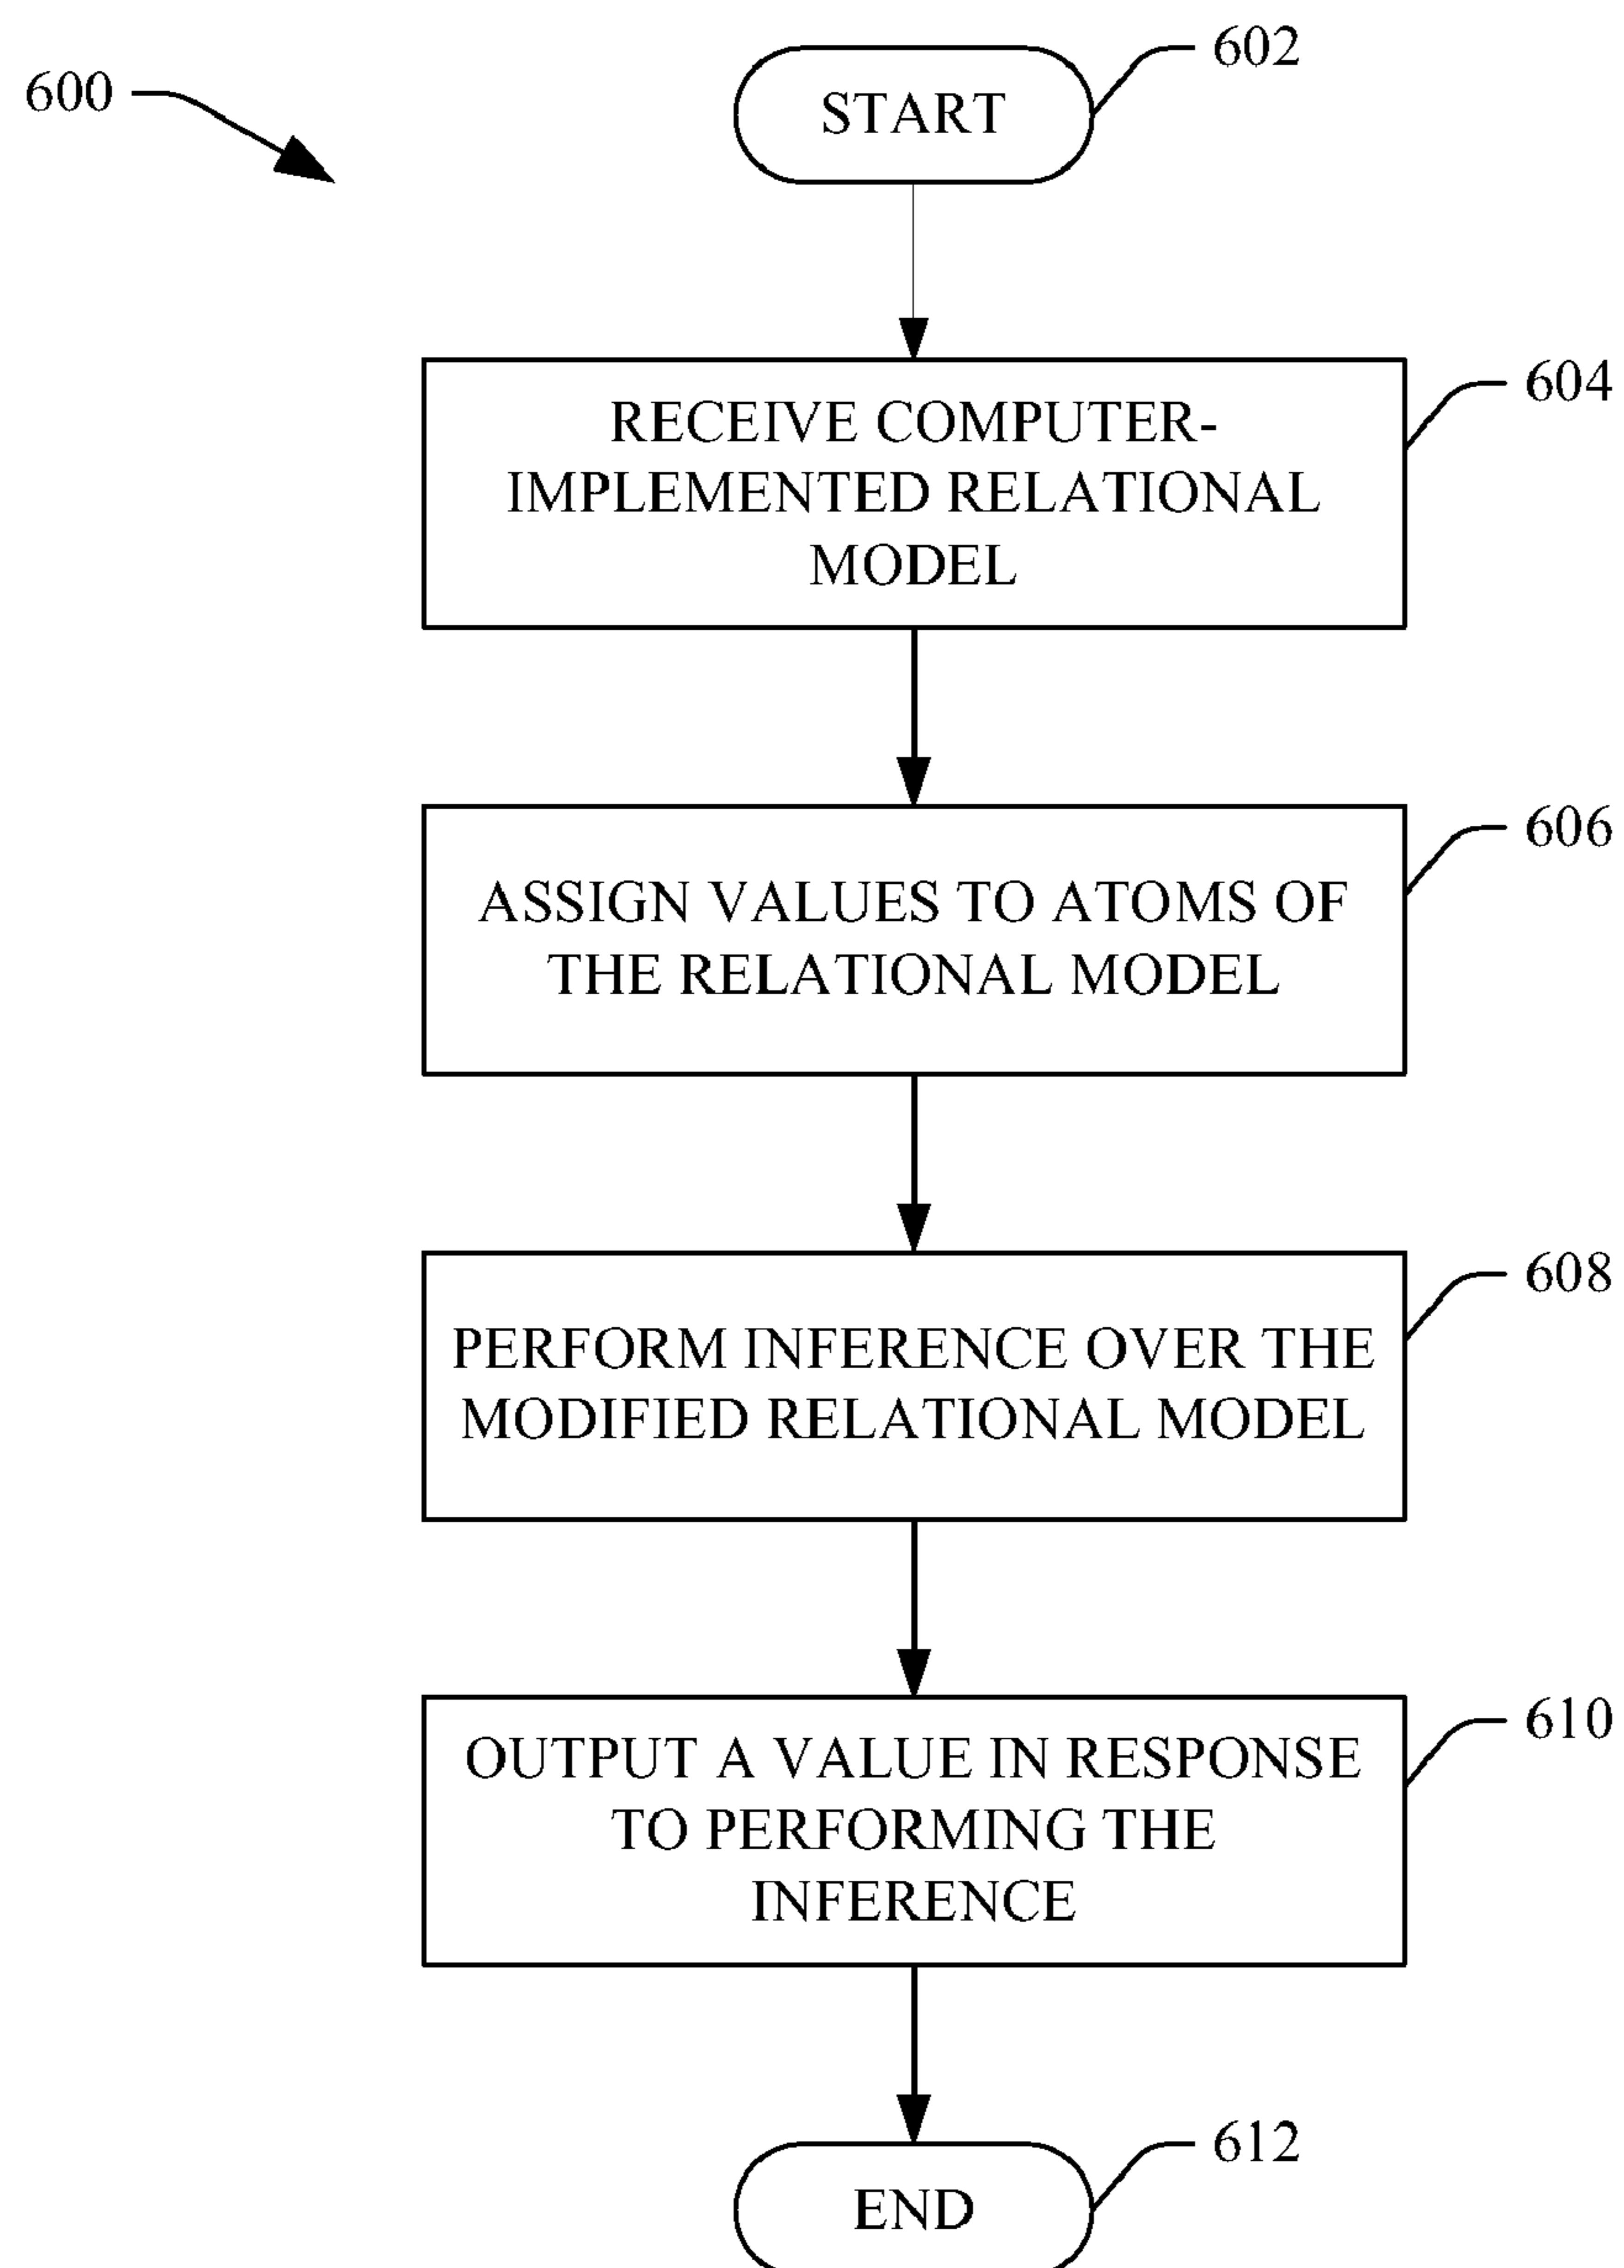 600
START
602
RECEIVE COMPUTER-
IMPLEMENTED RELATIONAL
MODEL
604
ASSIGN VALUES TO ATOMS OF
THE RELATIONAL MODEL
606
PERFORM INFERENCE OVER THE
MODIFIED RELATIONAL MODEL
608
OUTPUT A VALUE IN RESPONSE
TO PERFORMING THE
INFERENCE
610
END
612